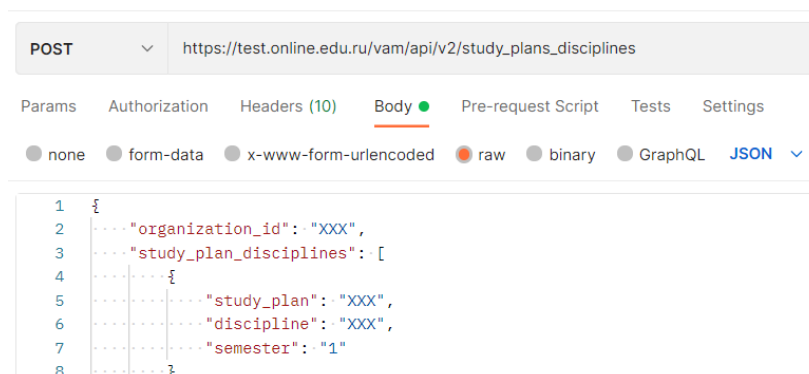 POST https://test.online.edu.ru/vam/api/v2/study_plans_disciplines
Params Authorization Headers (10) Body Pre-request Script Tests Settings
none form-data x-www-form-urlencoded raw binary GraphQL JSON
1 {
2 "organization_id": "XXX",
3 "study_plan_disciplines": [
4 {
5 "study_plan": "XXX",
6 "discipline": "XXX",
7 "semester": "1"
8 }